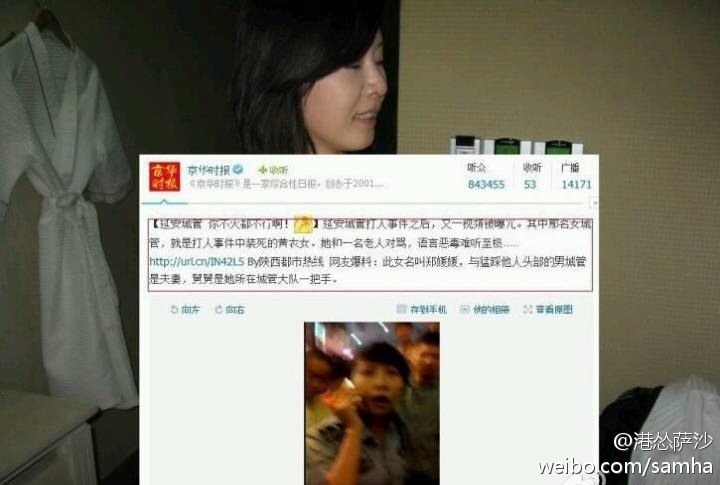 京华时报
京华时报 收听
《京华时报》是一家综合性日报,创办于2001...
听众 收听 广播
843455 53 14171
【延安城管 你不火都不行啊!】延安城管打人事件之后,又一视频被曝光。其中那名女城
管,就是打人事件中装死的黄衣女。她和一名老人对骂,语言恶毒难听至极.....
http://url.cn/IN42L5 By陕西都市热线 网友爆料:此女名叫郑媛媛,与猛踩他人头部的男城管
是夫妻,舅舅是她所在城管大队一把手。
向左 向右 存到手机 他的相册 查看原图
@港怂萨沙
weibo.com/samha